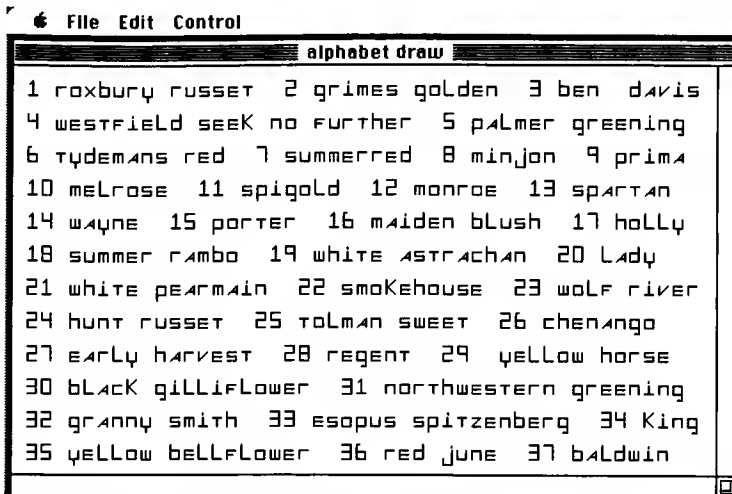 File Edit Control
alphabet draw
1 roxbury russet 2 grimes golden 3 ben davis
4 westfield seek no further 5 palmer greening
6 tydemans red 7 summerred 8 minjon 9 prima
10 melrose 11 spigold 12 monroe 13 spartan
14 wayne 15 porter 16 maiden blush 17 holly
18 summer rambo 19 white astrachan 20 Lady
21 white pearmain 22 smokehouse 23 wolf river
24 hunt russet 25 tolman sweet 26 chenango
27 early harvest 28 regent 29 yellow horse
30 black gilliflower 31 northwestern greening
32 granny smith 33 esopus spitzenberg 34 King
35 yellow bellflower 36 red june 37 baldwin